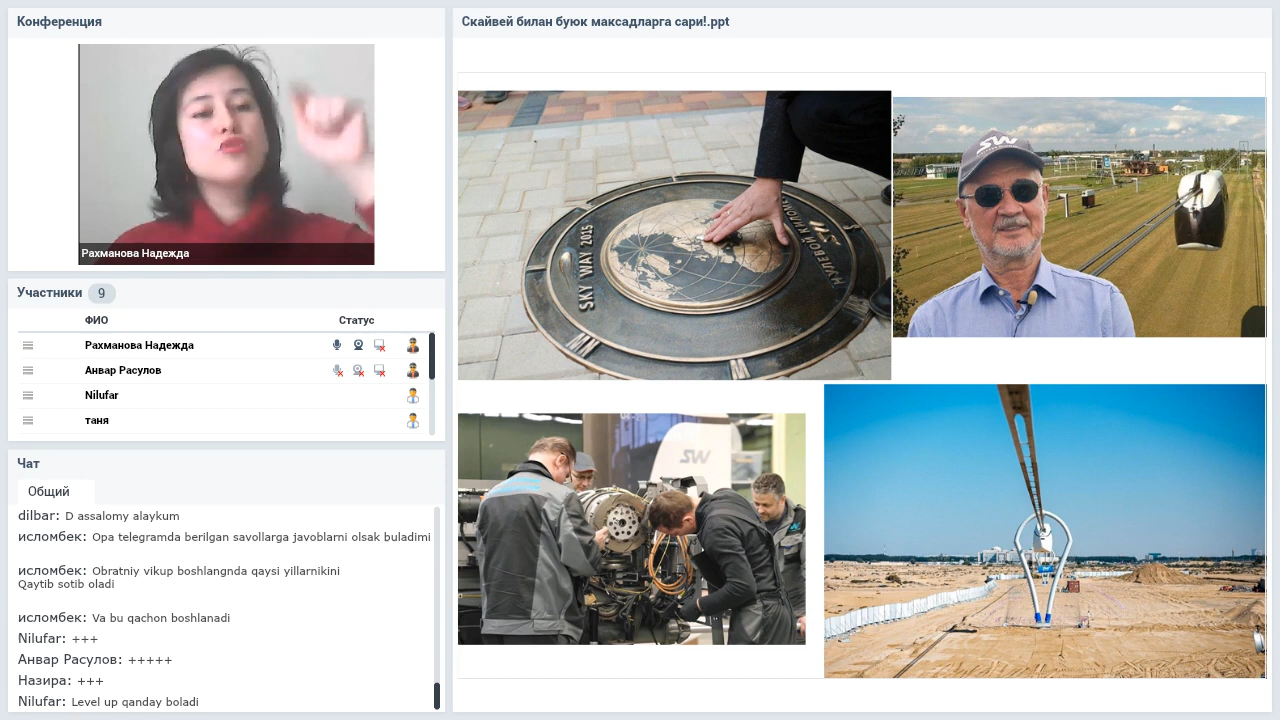 Конференция
Рахманова Надежда
Участники 9
ФИО Статус
Рахманова Надежда
Анвар Расулов
Nilufar
таня
Чат
Общий
dilbar: D assalomy alaykum
исломбек: Opa telegramda berilgan savollarga javoblarni olsak buladimi
исломбек: Obratniy vikup boshlangnda qaysi yillarnikini
Qaytib sotib oladi
исломбек: Va bu qachon boshlanadi
Nilufar: +++
Анвар Расулов: +++++
Назира: +++
Nilufar: Level up qanday boladi
Скайвей билан буюк максадларга сари!.ppt
SKY WAY 2015
НУЛЕВОЙ КИЛОМЕ
SW
SW